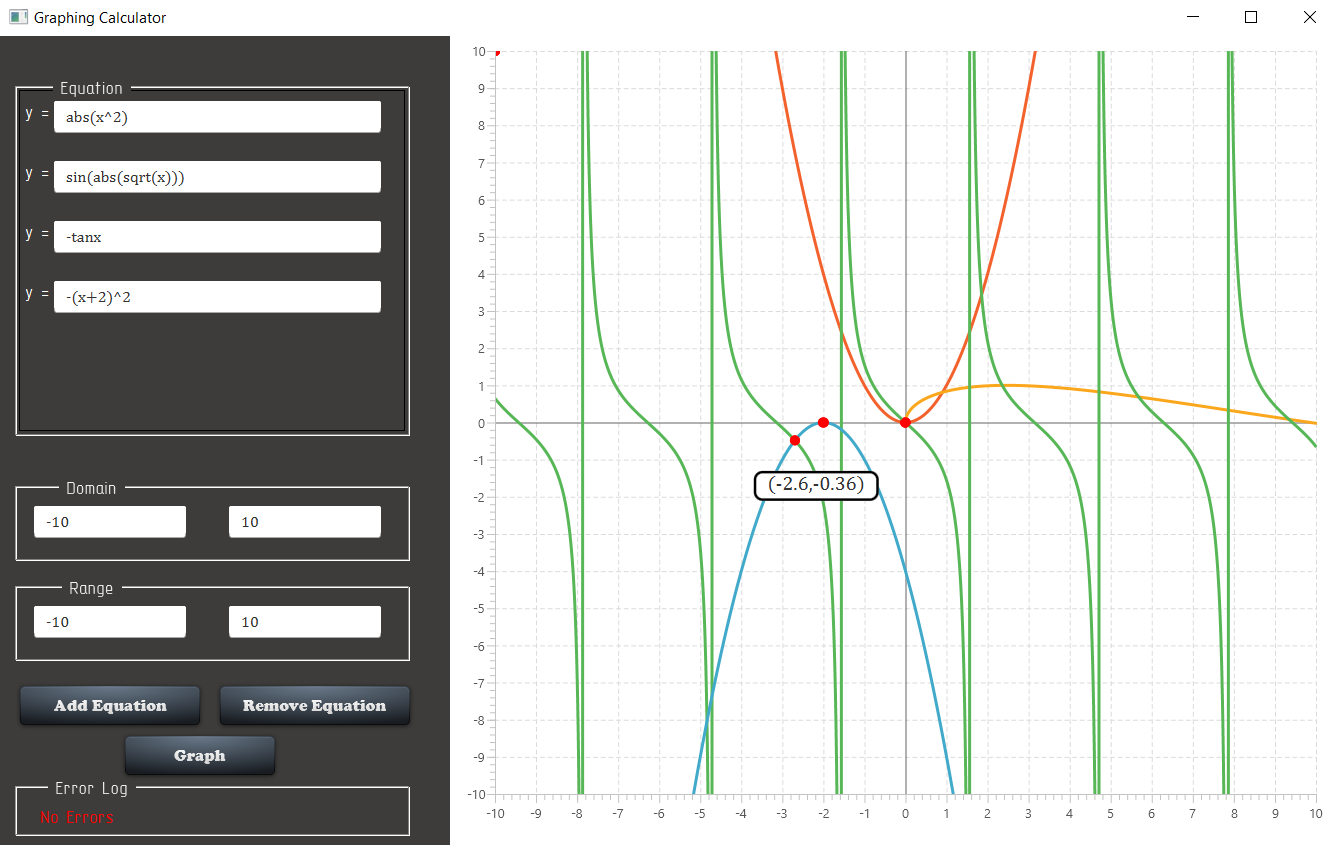 Graphing Calculator
Equation
y = abs(x^2)
y = sin(abs(sqrt(x)))
y = -tanx
y = -(x+2)^2
Domain
-10 10
Range
-10 10
Add Equation Remove Equation
Graph
Error Log
No Errors
10
9
8
7
6
5
4
3
2
1
0
-1
-2
-3
-4
-5
-6
-7
-8
-9
-10
(-2.6,-0.36)
-10 -9 -8 -7 -6 -5 -4 -3 -2 -1 0 1 2 3 4 5 6 7 8 9 10